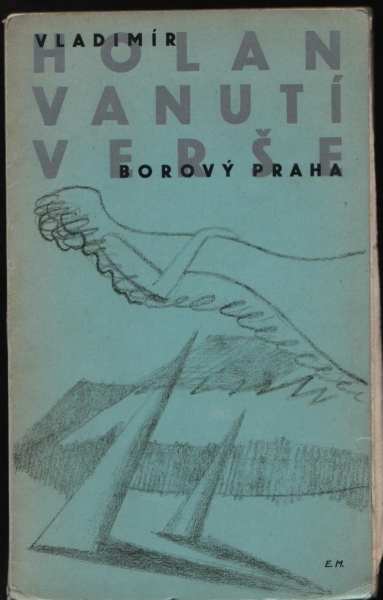 VLADIMÍR
HOLAN
VANUTÍ
VERŠE
BOROVÝ PRAHA
E.M.